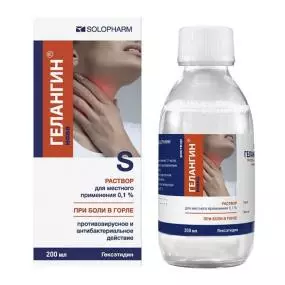 SOLOPHARM
ГЕЛАНГИН®
НОВА
S
РАСТВОР
для местного
применения 0,1 %
ПРИ БОЛИ В ГОРЛЕ
противовирусное и
антибактериальное
действие
200 мл
Гексэтидин
ГЕЛАНГИН
РАСТВОР
для местного
применения 0,1 %
ПРИ БОЛИ В ГОРЛЕ
200 мл
Гексэтидин